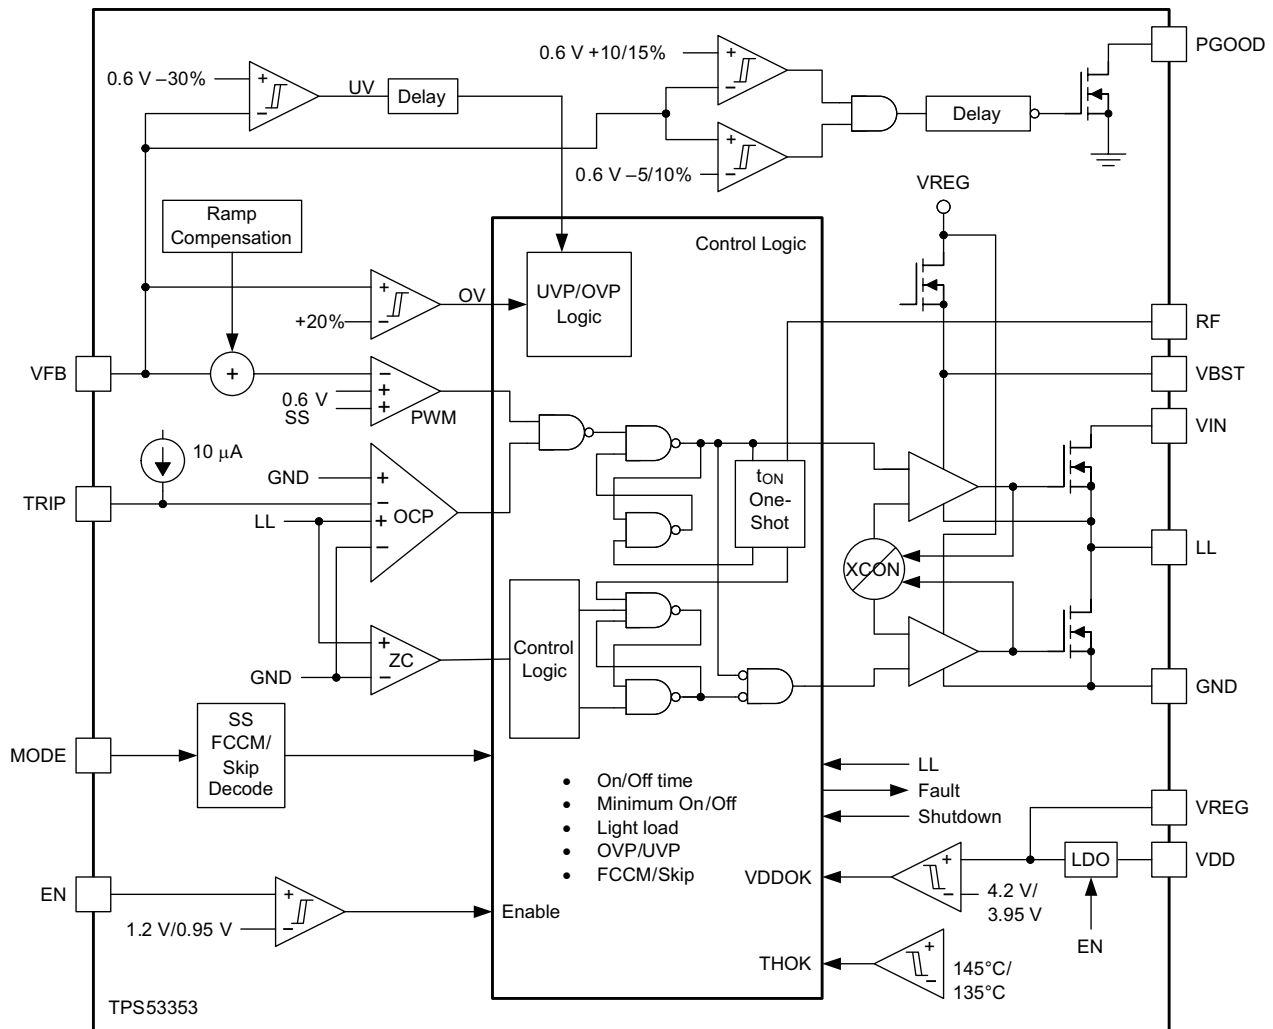 PGOOD
0.6 V +10/15%
0.6 V –30%
+
–
UV
Delay
+
–
Delay
+
–
0.6 V –5/10%
VREG
Ramp
Compensation
Control Logic
UVP/OVP
Logic
+
–
OV
+20%
RF
VFB
+
–
+
+
0.6 V
SS
PWM
VBST
VIN
10 µA
GND
+
–
+
–
OCP
TRIP
LL
tON
One-
Shot
LL
XCON
Control
Logic
+
–
ZC
GND
GND
MODE
SS
FCCM/
Skip
Decode
• On/Off time
• Minimum On/Off
• Light load
• OVP/UVP
• FCCM/Skip
LL
Fault
Shutdown
VREG
LDO
VDD
VDDOK
+
–
4.2 V/
3.95 V
EN
EN
+
–
1.2 V/0.95 V
Enable
THOK
+
–
145°C/
135°C
TPS53353